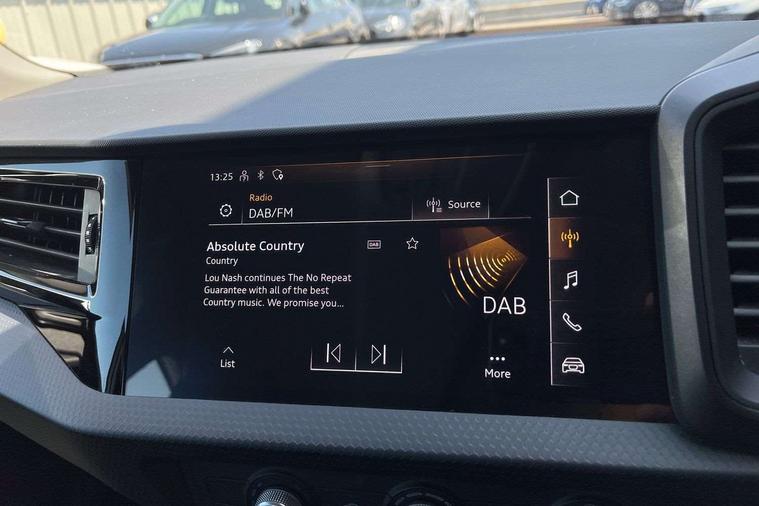 13:25
Radio
DAB/FM
Source
Absolute Country
DAB
Country
Lou Nash continues The No Repeat
Guarantee with all of the best
Country music. We promise you...
DAB
List
More